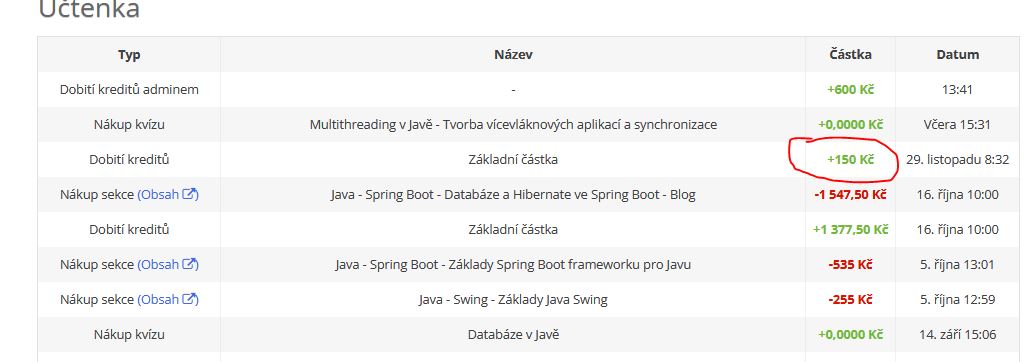 Účtenka
Typ Název Částka Datum
Dobití kreditů adminem - +600 Kč 13:41
Nákup kvízu Multithreading v Javě - Tvorba vícevláknových aplikací a synchronizace +0,0000 Kč Včera 15:31
Dobití kreditů Základní částka +150 Kč 29. listopadu 8:32
Nákup sekce (Obsah) Java - Spring Boot - Databáze a Hibernate ve Spring Boot - Blog -1 547,50 Kč 16. října 10:00
Dobití kreditů Základní částka +1 377,50 Kč 16. října 10:00
Nákup sekce (Obsah) Java - Spring Boot - Základy Spring Boot frameworku pro Javu -535 Kč 5. října 13:01
Nákup sekce (Obsah) Java - Swing - Základy Java Swing -255 Kč 5. října 12:59
Nákup kvízu Databáze v Javě +0,0000 Kč 14. září 15:06